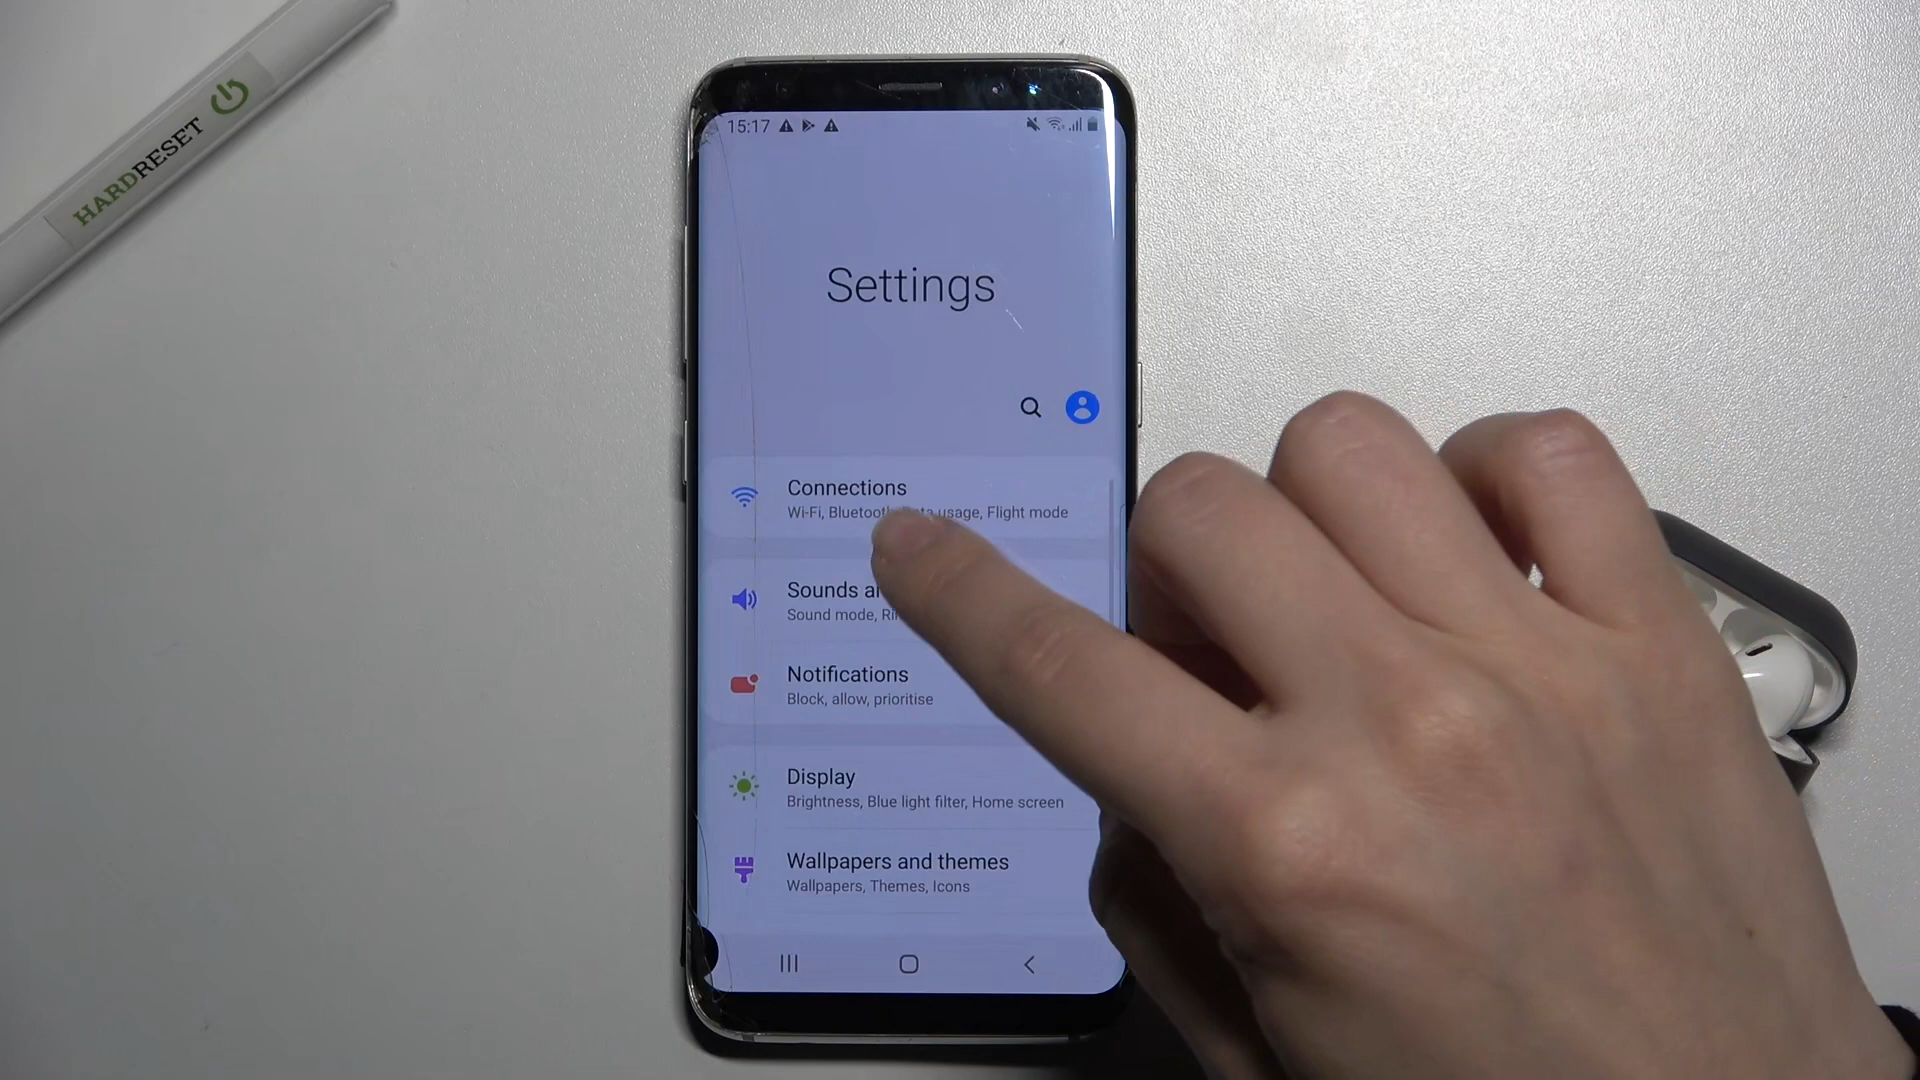 HARDRESET
15:17
Settings
Connections
Wi-Fi, Bluetooth, usage, Flight mode
Sounds
Sound mode,
Notifications
Block, allow, prioritise
Display
Brightness, Blue light filter, Home screen
Wallpapers and themes
Wallpapers, Themes, Icons